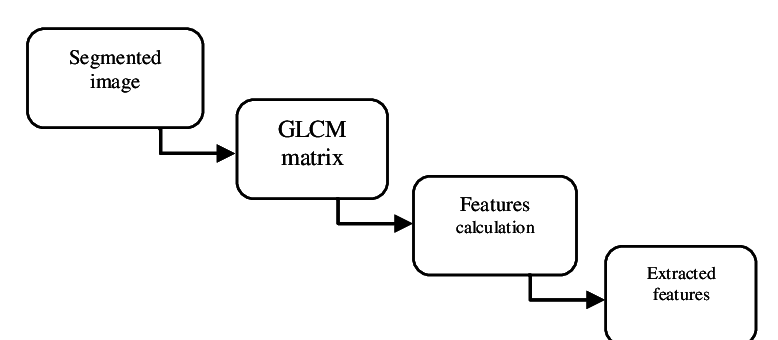 Segmented
image
GLCM
matrix
Features
calculation
Extracted
features